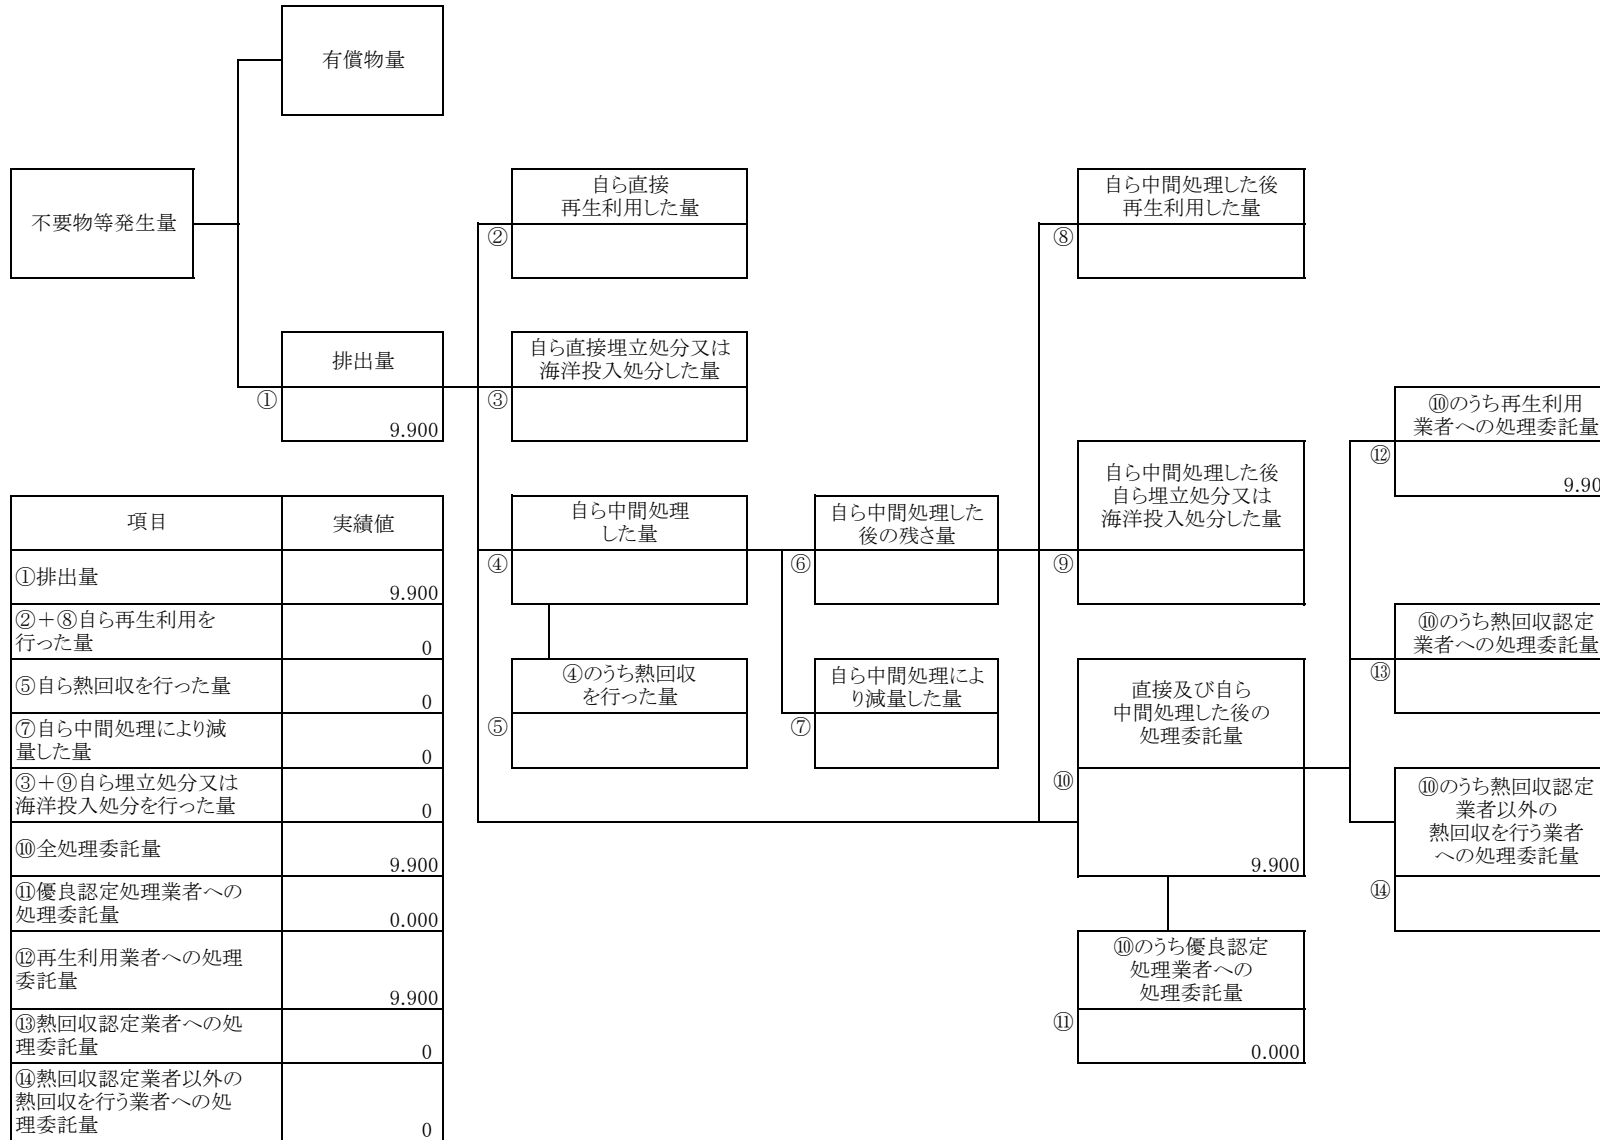 有償物量
不要物等発生量
自ら直接
再生利用した量
②
自ら中間処理した後
再生利用した量
⑧
排出量
①
9.900
自ら直接埋立処分又は
海洋投入処分した量
③
⑩のうち再生利用
業者への処理委託量
⑫
9.90
自ら中間処理
した量
④
自ら中間処理した
後の残さ量
⑥
自ら中間処理した後
自ら埋立処分又は
海洋投入処分した量
⑨
⑩のうち熱回収認定
業者への処理委託量
⑬
④のうち熱回収
を行った量
⑤
自ら中間処理によ
り減量した量
⑦
直接及び自ら
中間処理した後の
処理委託量
⑩
9.900
⑩のうち熱回収認定
業者以外の
熱回収を行う業者
への処理委託量
⑭
⑩のうち優良認定
処理業者への
処理委託量
⑪
0.000
項目 実績値
①排出量
9.900
②＋⑧自ら再生利用を
行った量
0
⑤自ら熱回収を行った量
0
⑦自ら中間処理により減
量した量
0
③＋⑨自ら埋立処分又は
海洋投入処分を行った量
0
⑩全処理委託量
9.900
⑪優良認定処理業者への
処理委託量
0.000
⑫再生利用業者への処理
委託量
9.900
⑬熱回収認定業者への処
理委託量
0
⑭熱回収認定業者以外の
熱回収を行う業者への処
理委託量
0